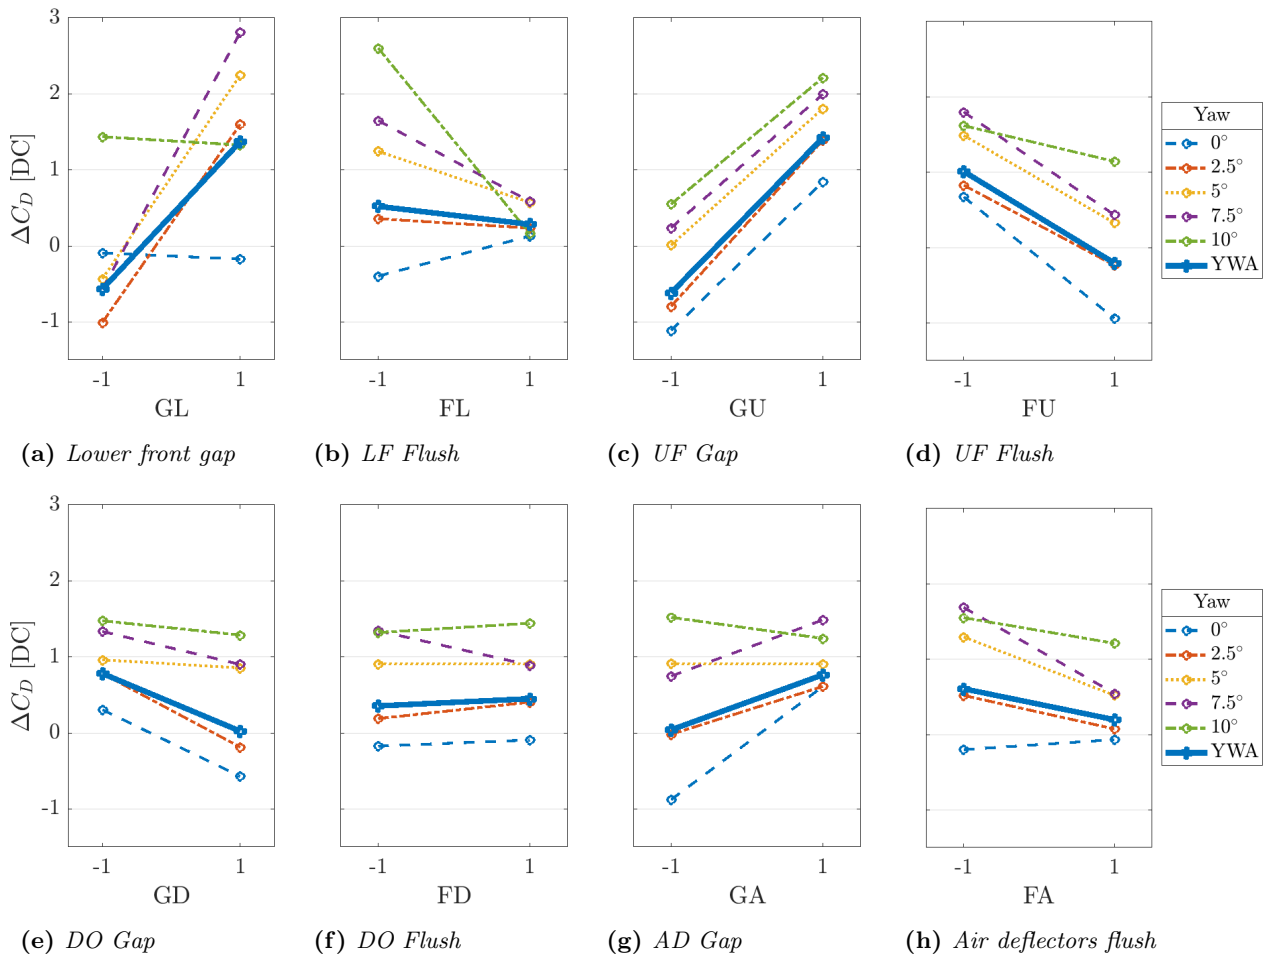 3
2
1
0
-1
ΔC_D [DC]
-1 1
GL
-1 1
FL
-1 1
GU
-1 1
FU
Yaw
0°
2.5°
5°
7.5°
10°
YWA
(a) Lower front gap
(b) LF Flush
(c) UF Gap
(d) UF Flush
3
2
1
0
-1
ΔC_D [DC]
-1 1
GD
-1 1
FD
-1 1
GA
-1 1
FA
Yaw
0°
2.5°
5°
7.5°
10°
YWA
(e) DO Gap
(f) DO Flush
(g) AD Gap
(h) Air deflectors flush